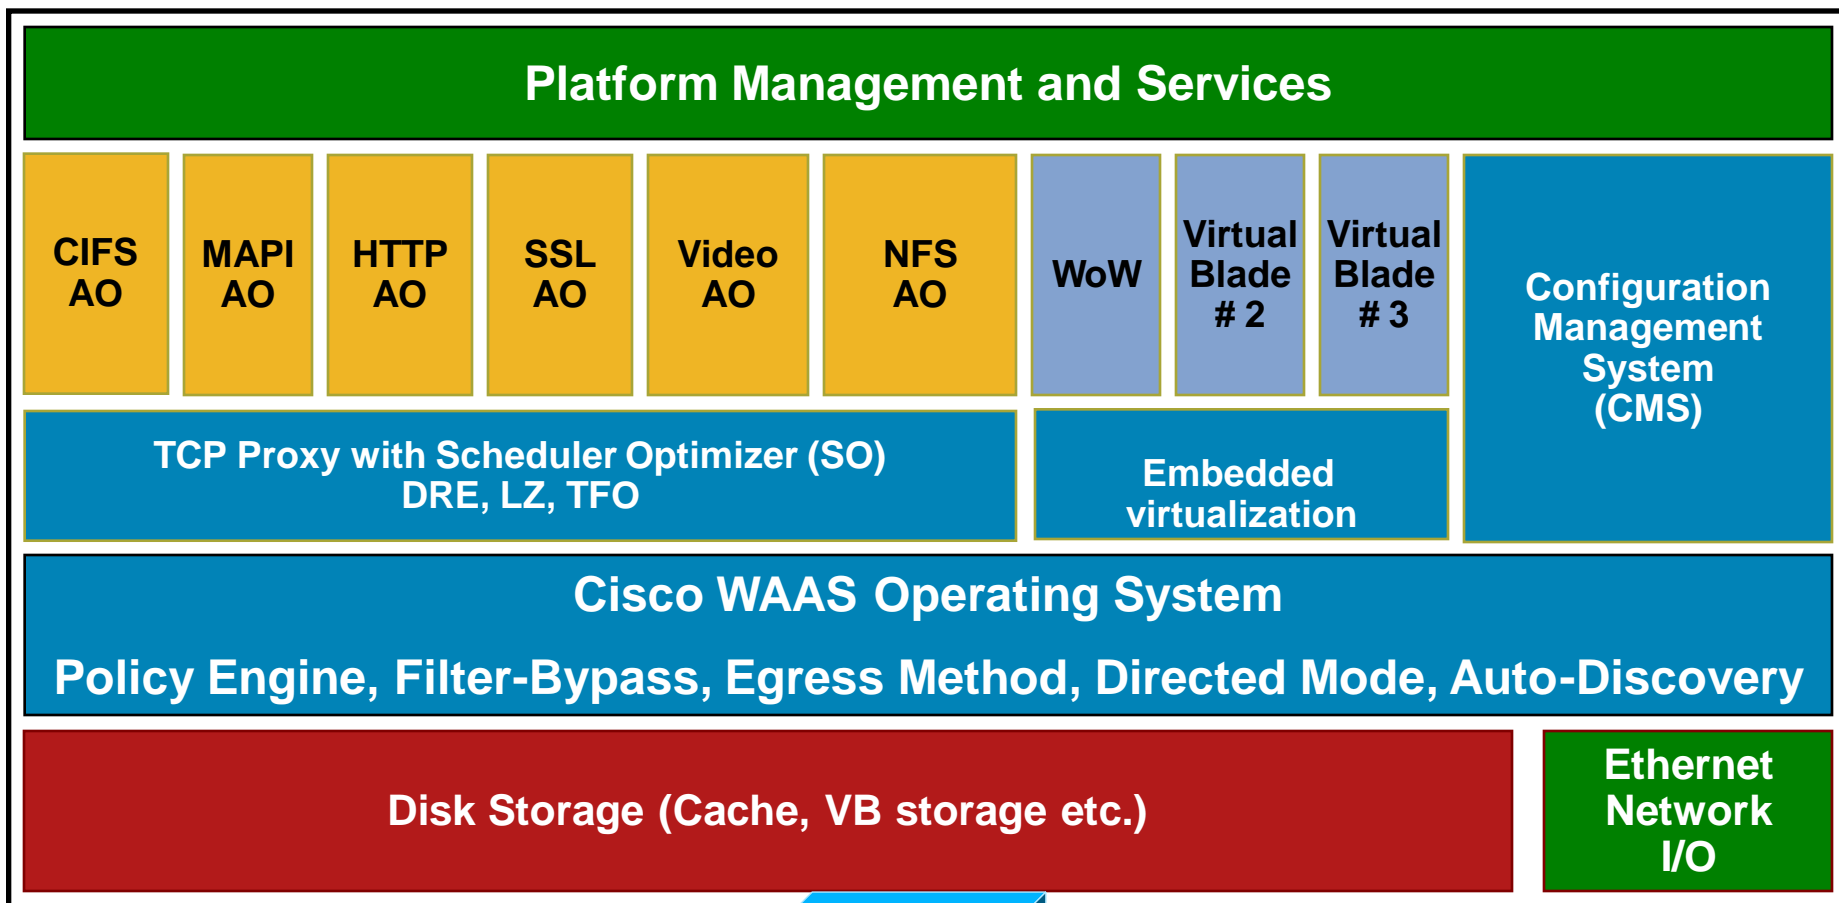 Platform Management and Services
CIFS
AO
MAPI
AO
HTTP
AO
SSL
AO
Video
AO
NFS
AO
WoW
Virtual
Blade
# 2
Virtual
Blade
# 3
Configuration
Management
System
(CMS)
TCP Proxy with Scheduler Optimizer (SO)
DRE, LZ, TFO
Embedded
virtualization
Cisco WAAS Operating System
Policy Engine, Filter-Bypass, Egress Method, Directed Mode, Auto-Discovery
Disk Storage (Cache, VB storage etc.)
Ethernet
Network
I/O